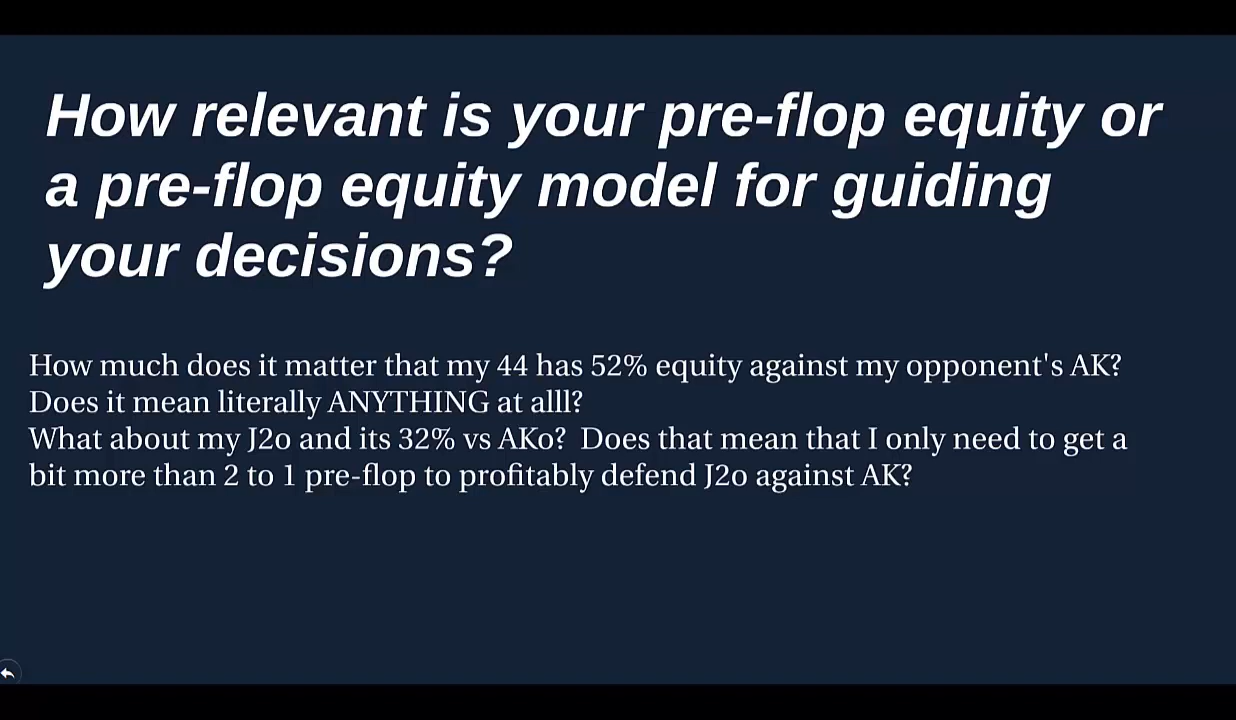 How relevant is your pre-flop equity or
a pre-flop equity model for guiding
your decisions?
How much does it matter that my 44 has 52% equity against my opponent's AK?
Does it mean literally ANYTHING at alll?
What about my J2o and its 32% vs AKo?  Does that mean that I only need to get a
bit more than 2 to 1 pre-flop to profitably defend J2o against AK?